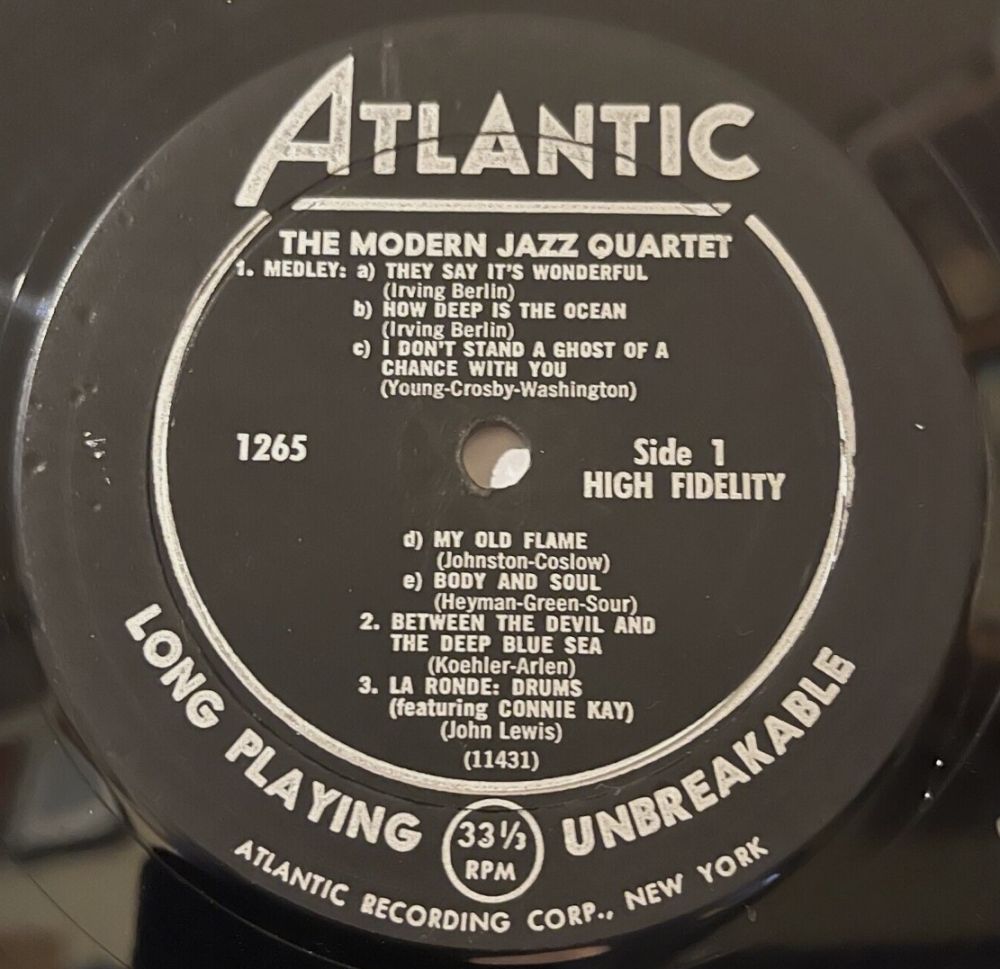 ATLANTIC
THE MODERN JAZZ QUARTET
1. MEDLEY: a) THEY SAY IT'S WONDERFUL
(Irving Berlin)
b) HOW DEEP IS THE OCEAN
(Irving Berlin)
c) I DON'T STAND A GHOST OF A
CHANCE WITH YOU
(Young-Crosby-Washington)
1265
Side 1
HIGH FIDELITY
d) MY OLD FLAME
(Johnston-Coslow)
e) BODY AND SOUL
(Heyman-Green-Sour)
2. BETWEEN THE DEVIL AND
THE DEEP BLUE SEA
(Koehler-Arlen)
3. LA RONDE: DRUMS
(featuring CONNIE KAY)
(John Lewis)
(11431)
LONG PLAYING 33 1/3 RPM UNBREAKABLE
ATLANTIC RECORDING CORP., NEW YORK